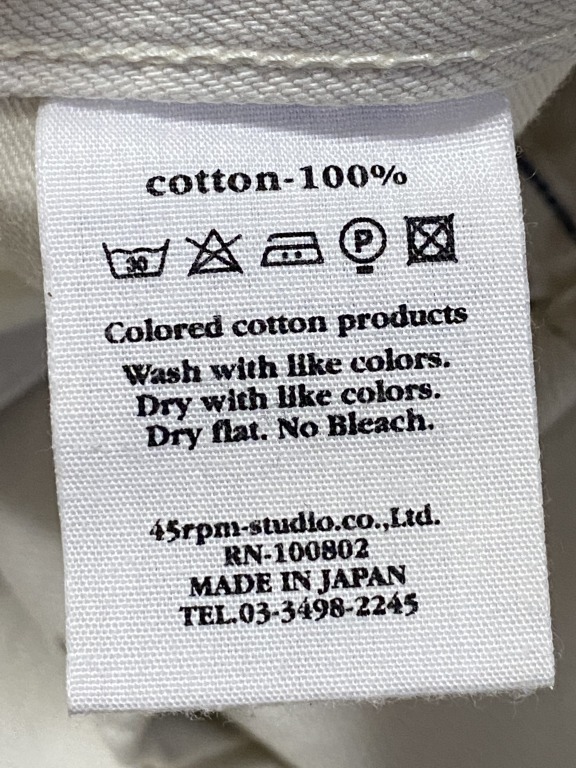 cotton-100%
30 P
Colored cotton products
Wash with like colors.
Dry with like colors.
Dry flat. No Bleach.
45rpm-studio.co.,Ltd.
RN-100802
MADE IN JAPAN
TEL.03-3498-2245